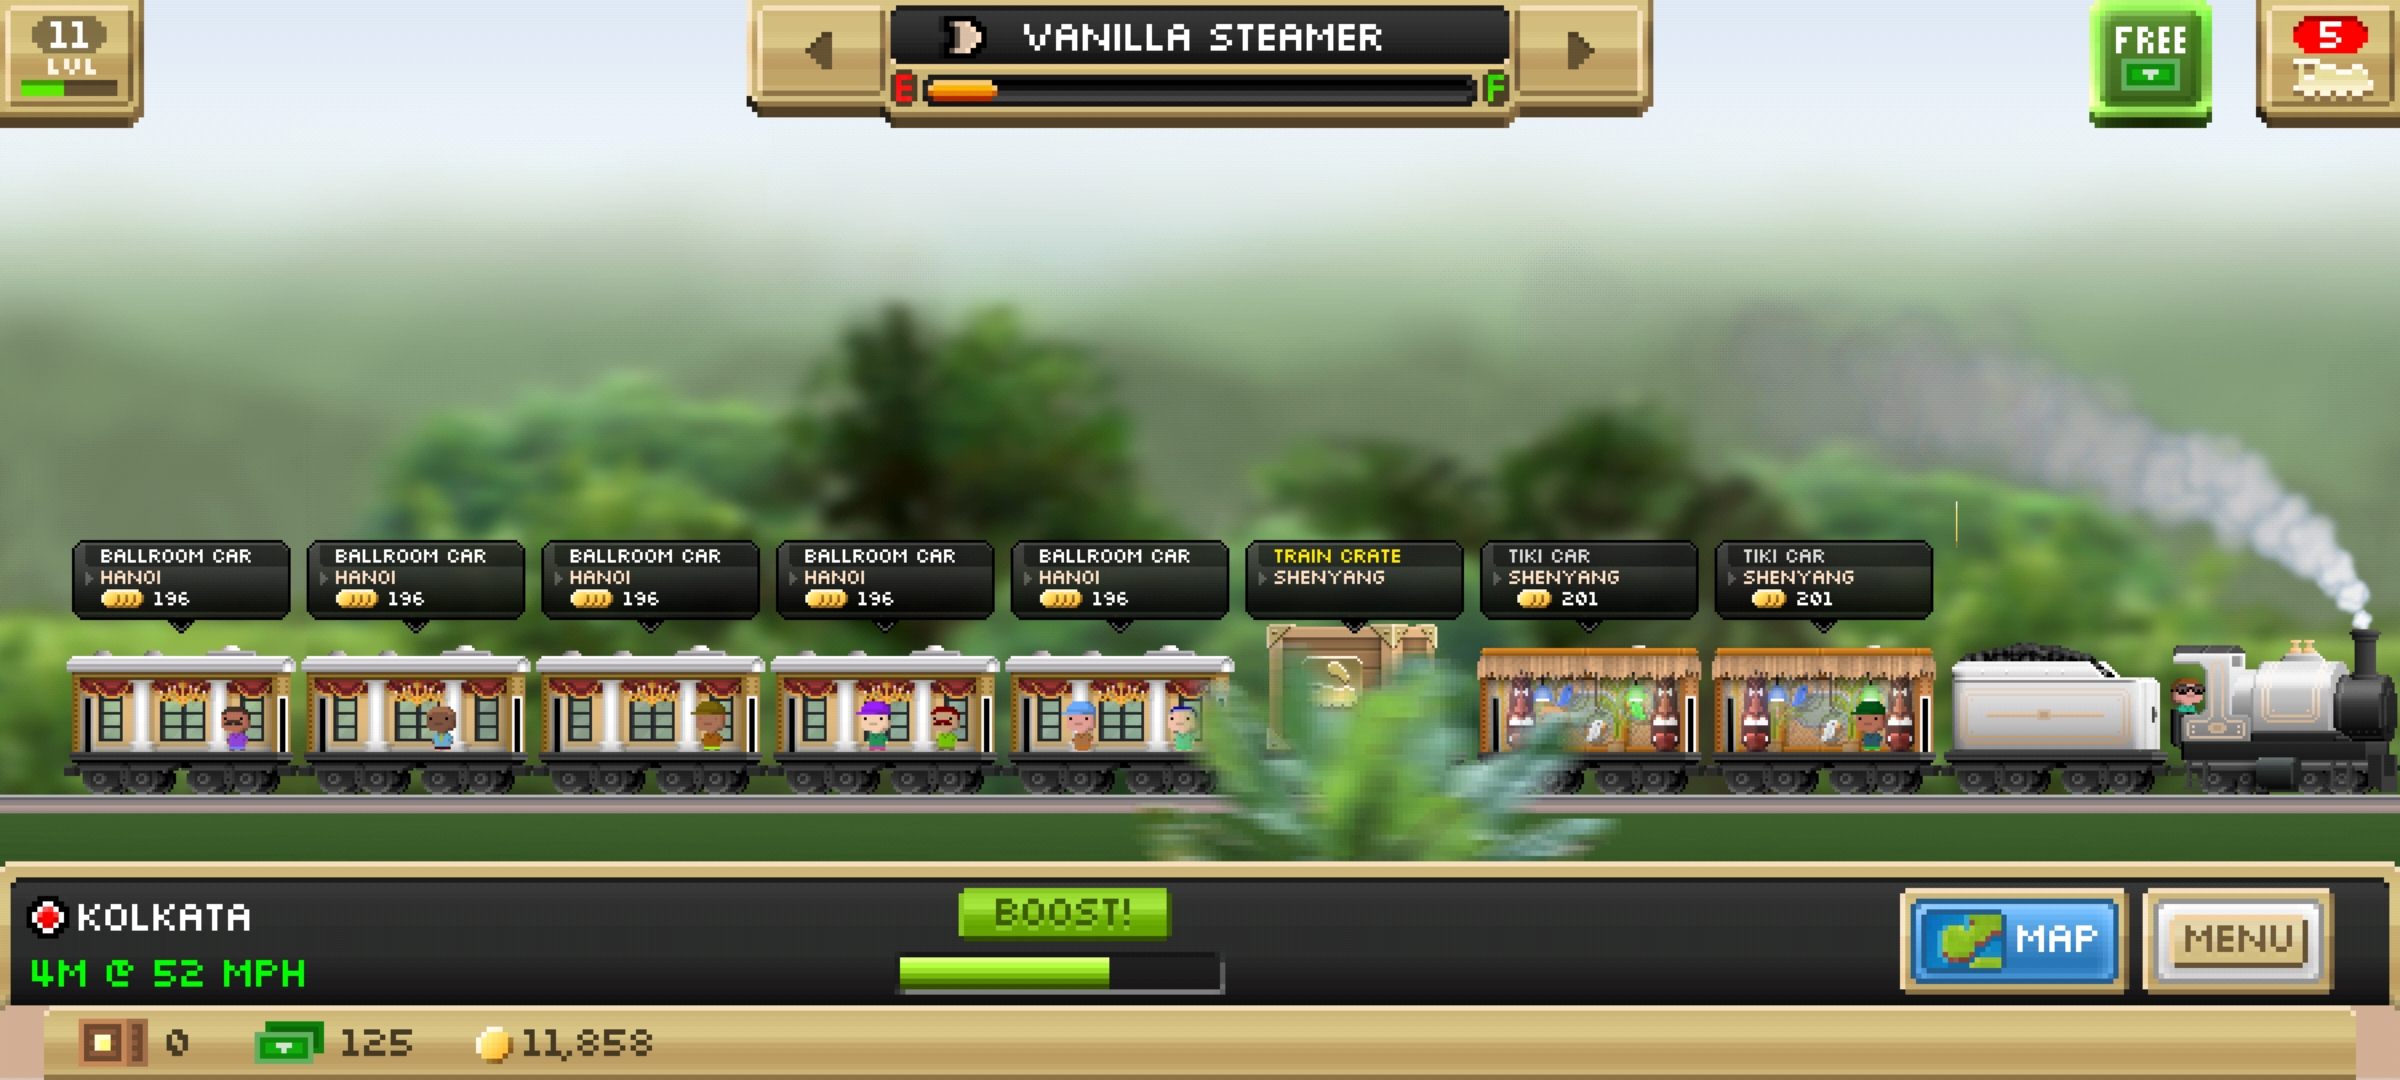 11
LVL
VANILLA STEAMER
E F
FREE
5
BALLROOM CAR
HANOI
196
BALLROOM CAR
HANOI
196
BALLROOM CAR
HANOI
196
BALLROOM CAR
HANOI
196
BALLROOM CAR
HANOI
196
TRAIN CRATE
SHENYANG
TIKI CAR
SHENYANG
201
TIKI CAR
SHENYANG
201
KOLKATA
4M @ 52 MPH
BOOST!
MAP
MENU
0 125 11,858